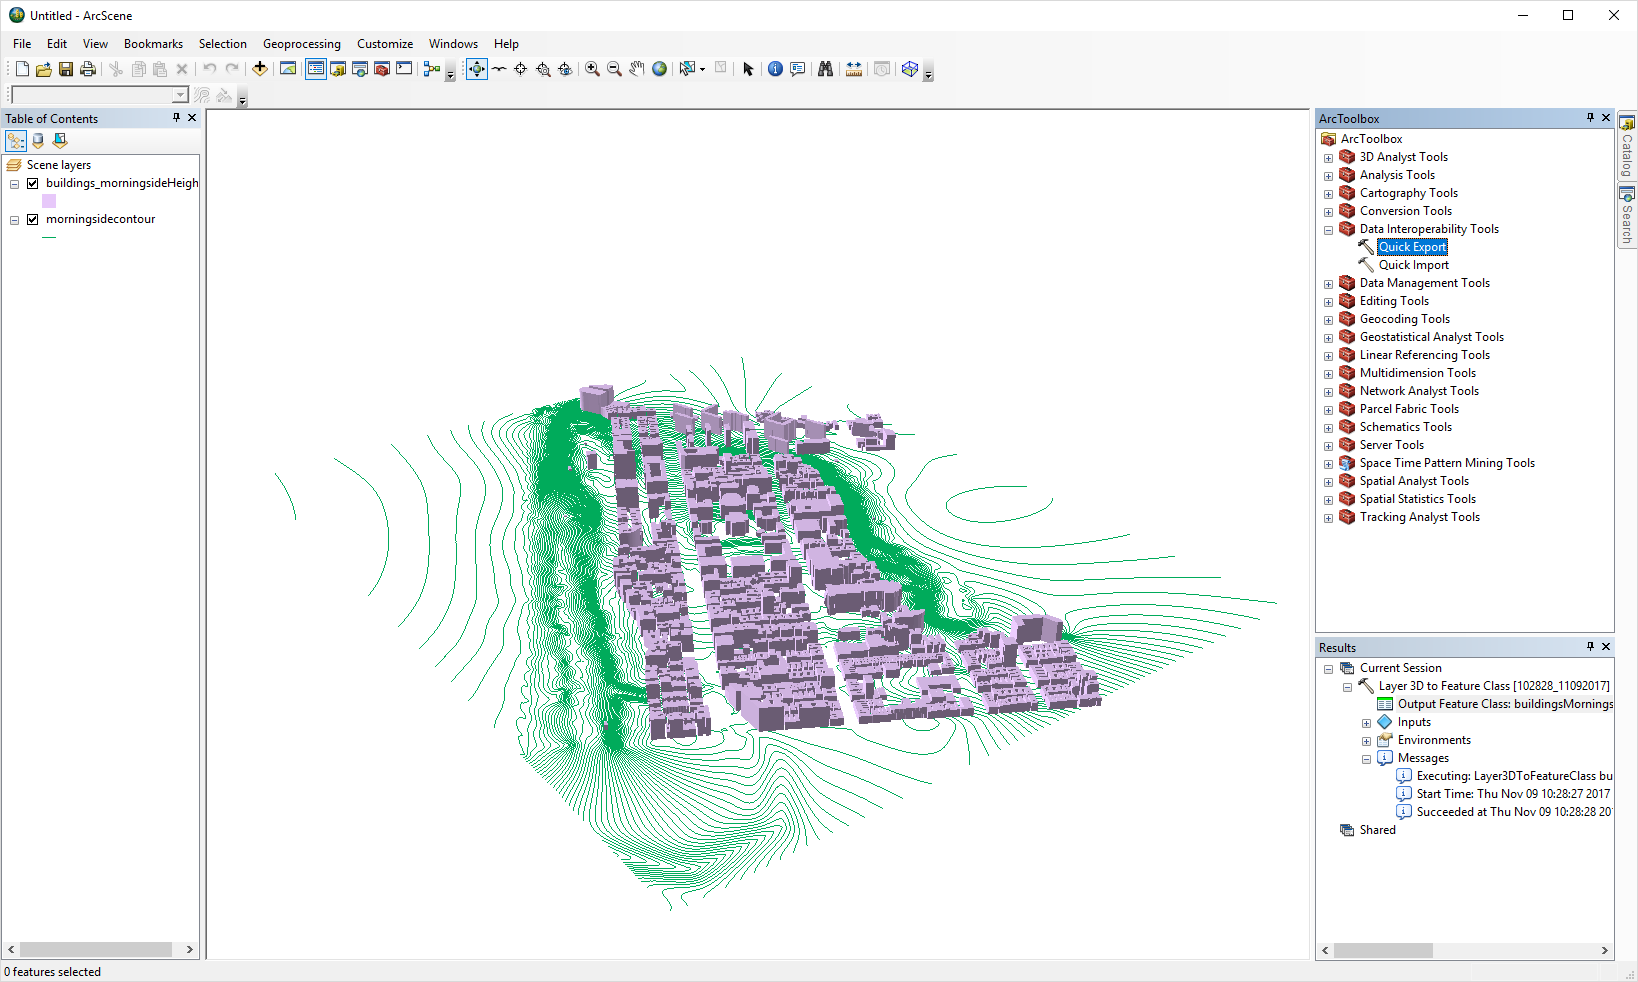 Untitled - ArcScene
File Edit View Bookmarks Selection Geoprocessing Customize Windows Help
Table of Contents
Scene layers
buildings_morningsideHeigh
morningsidecontour
ArcToolbox
ArcToolbox
3D Analyst Tools
Analysis Tools
Cartography Tools
Conversion Tools
Data Interoperability Tools
Quick Export
Quick Import
Data Management Tools
Editing Tools
Geocoding Tools
Geostatistical Analyst Tools
Linear Referencing Tools
Multidimension Tools
Network Analyst Tools
Parcel Fabric Tools
Schematics Tools
Server Tools
Space Time Pattern Mining Tools
Spatial Analyst Tools
Spatial Statistics Tools
Tracking Analyst Tools
Catalog
Search
Results
Current Session
Layer 3D to Feature Class [102828_11092017]
Output Feature Class: buildingsMornings
Inputs
Environments
Messages
Executing: Layer3DToFeatureClass bu
Start Time: Thu Nov 09 10:28:27 2017
Succeeded at Thu Nov 09 10:28:28 20
Shared
0 features selected